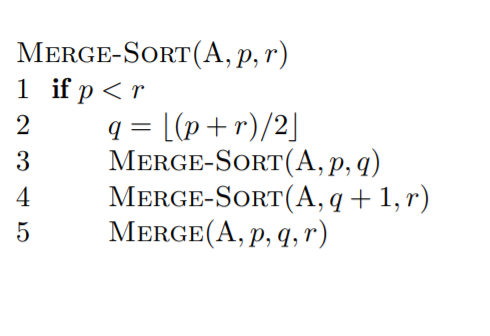 MERGE-SORT(A, p, r)
1 if p < r
2 q = ⌊(p + r)/2⌋
3 MERGE-SORT(A, p, q)
4 MERGE-SORT(A, q + 1, r)
5 MERGE(A, p, q, r)